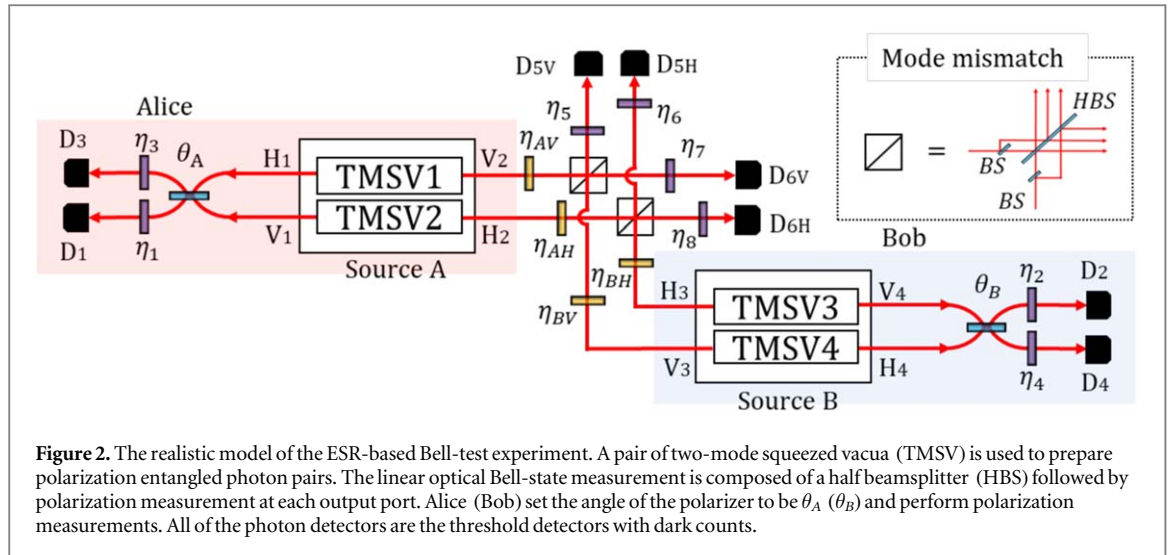 Mode mismatch
HBS
=
BS
BS
D5V
D5H
η5
η6
Alice
ηAV
η7
D3
η3
θA
H1
TMSV1
V2
D6V
TMSV2
D1
η1
V1
H2
ηAH
η8
D6H
Source A
Bob
ηBH
H3
V4
θB
η2
D2
ηBV
TMSV3
TMSV4
V3
H4
η4
D4
Source B
Figure 2. The realistic model of the ESR-based Bell-test experiment. A pair of two-mode squeezed vacua (TMSV) is used to prepare
polarization entangled photon pairs. The linear optical Bell-state measurement is composed of a half beamsplitter (HBS) followed by
polarization measurement at each output port. Alice (Bob) set the angle of the polarizer to be θA (θB) and perform polarization
measurements. All of the photon detectors are the threshold detectors with dark counts.